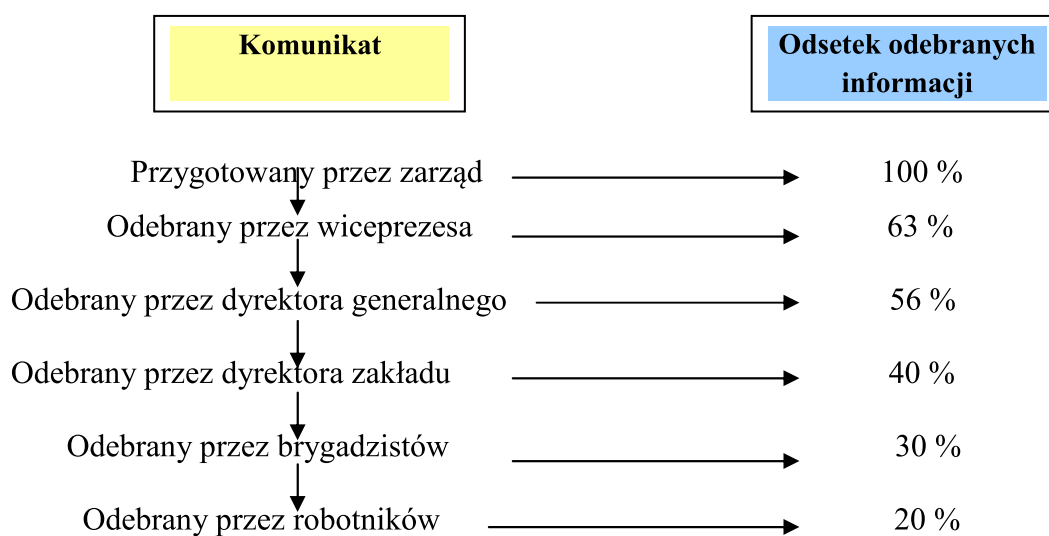 Komunikat
Odsetek odebranych
informacji
Przygotowany przez zarząd
100 %
Odebrany przez wiceprezesa
63 %
Odebrany przez dyrektora generalnego
56 %
Odebrany przez dyrektora zakładu
40 %
Odebrany przez brygadzistów
30 %
Odebrany przez robotników
20 %